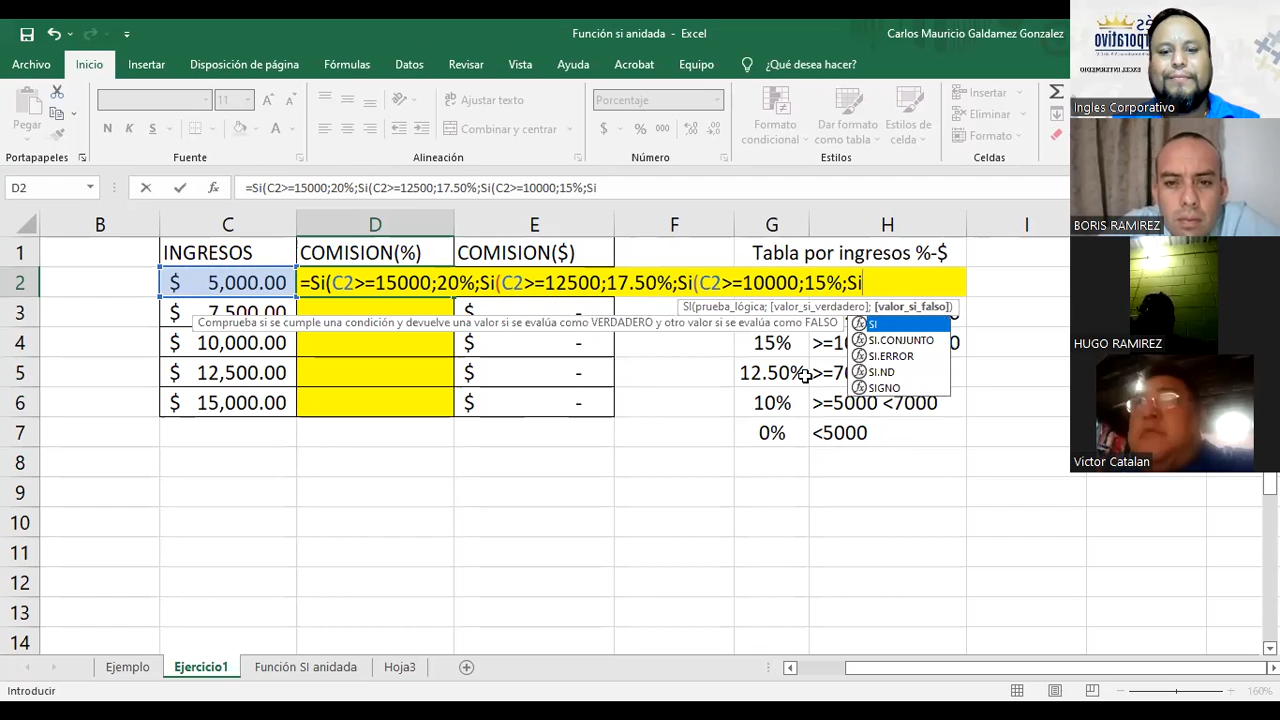 Función si anidada - Excel
Carlos Mauricio Galdamez Gonzalez
Archivo Inicio Insertar Disposición de página Fórmulas Datos Revisar Vista Ayuda Acrobat Equipo ¿Qué desea hacer?
Pegar
11
Ajustar texto
Porcentaje
Formato condicional
Dar formato como tabla
Estilos de celda
Insertar
N K S
Combinar y centrar
$ % 000
Eliminar
Formato
Portapapeles Fuente Alineación Número Estilos Celdas
D2
fx =Si(C2>=15000;20%;Si(C2>=12500;17.50%;Si(C2>=10000;15%;Si
B C D E F G H I
1 INGRESOS COMISION(%) COMISION($) Tabla por ingresos %-$
2 $ 5,000.00 =Si(C2>=15000;20%;Si(C2>=12500;17.50%;Si(C2>=10000;15%;Si
SI(prueba_lógica; [valor_si_verdadero]; [valor_si_falso])
3 $ 7,500.00 $ -
Comprueba si se cumple una condición y devuelve una valor si se evalúa como VERDADERO y otro valor si se evalúa como FALSO
SI
SI.CONJUNTO
SI.ERROR
SI.ND
SIGNO
4 $ 10,000.00 $ - 15%
5 $ 12,500.00 $ - 12.50%
6 $ 15,000.00 $ - 10% >=5000 <7000
7 0% <5000
8
9
10
11
12
13
14
Ejemplo Ejercicio1 Función SI anidada Hoja3
Introducir
160%
Ingles Corporativo
BORIS RAMIREZ
HUGO RAMIREZ
Victor Catalan